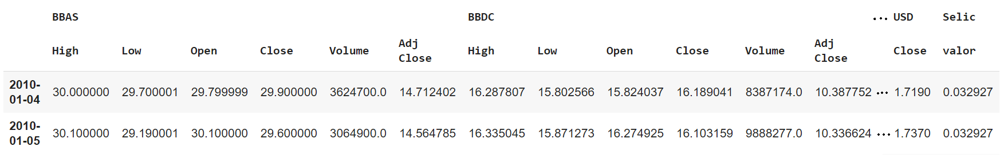 BBAS BBDC ... USD Selic
High Low Open Close Volume Adj Close High Low Open Close Volume Adj Close Close valor
2010-01-04 30.000000 29.700001 29.799999 29.900000 3624700.0 14.712402 16.287807 15.802566 15.824037 16.189041 8387174.0 10.387752 ... 1.7190 0.032927
2010-01-05 30.100000 29.190001 30.100000 29.600000 3064900.0 14.564785 16.335045 15.871273 16.274925 16.103159 9888277.0 10.336624 ... 1.7370 0.032927